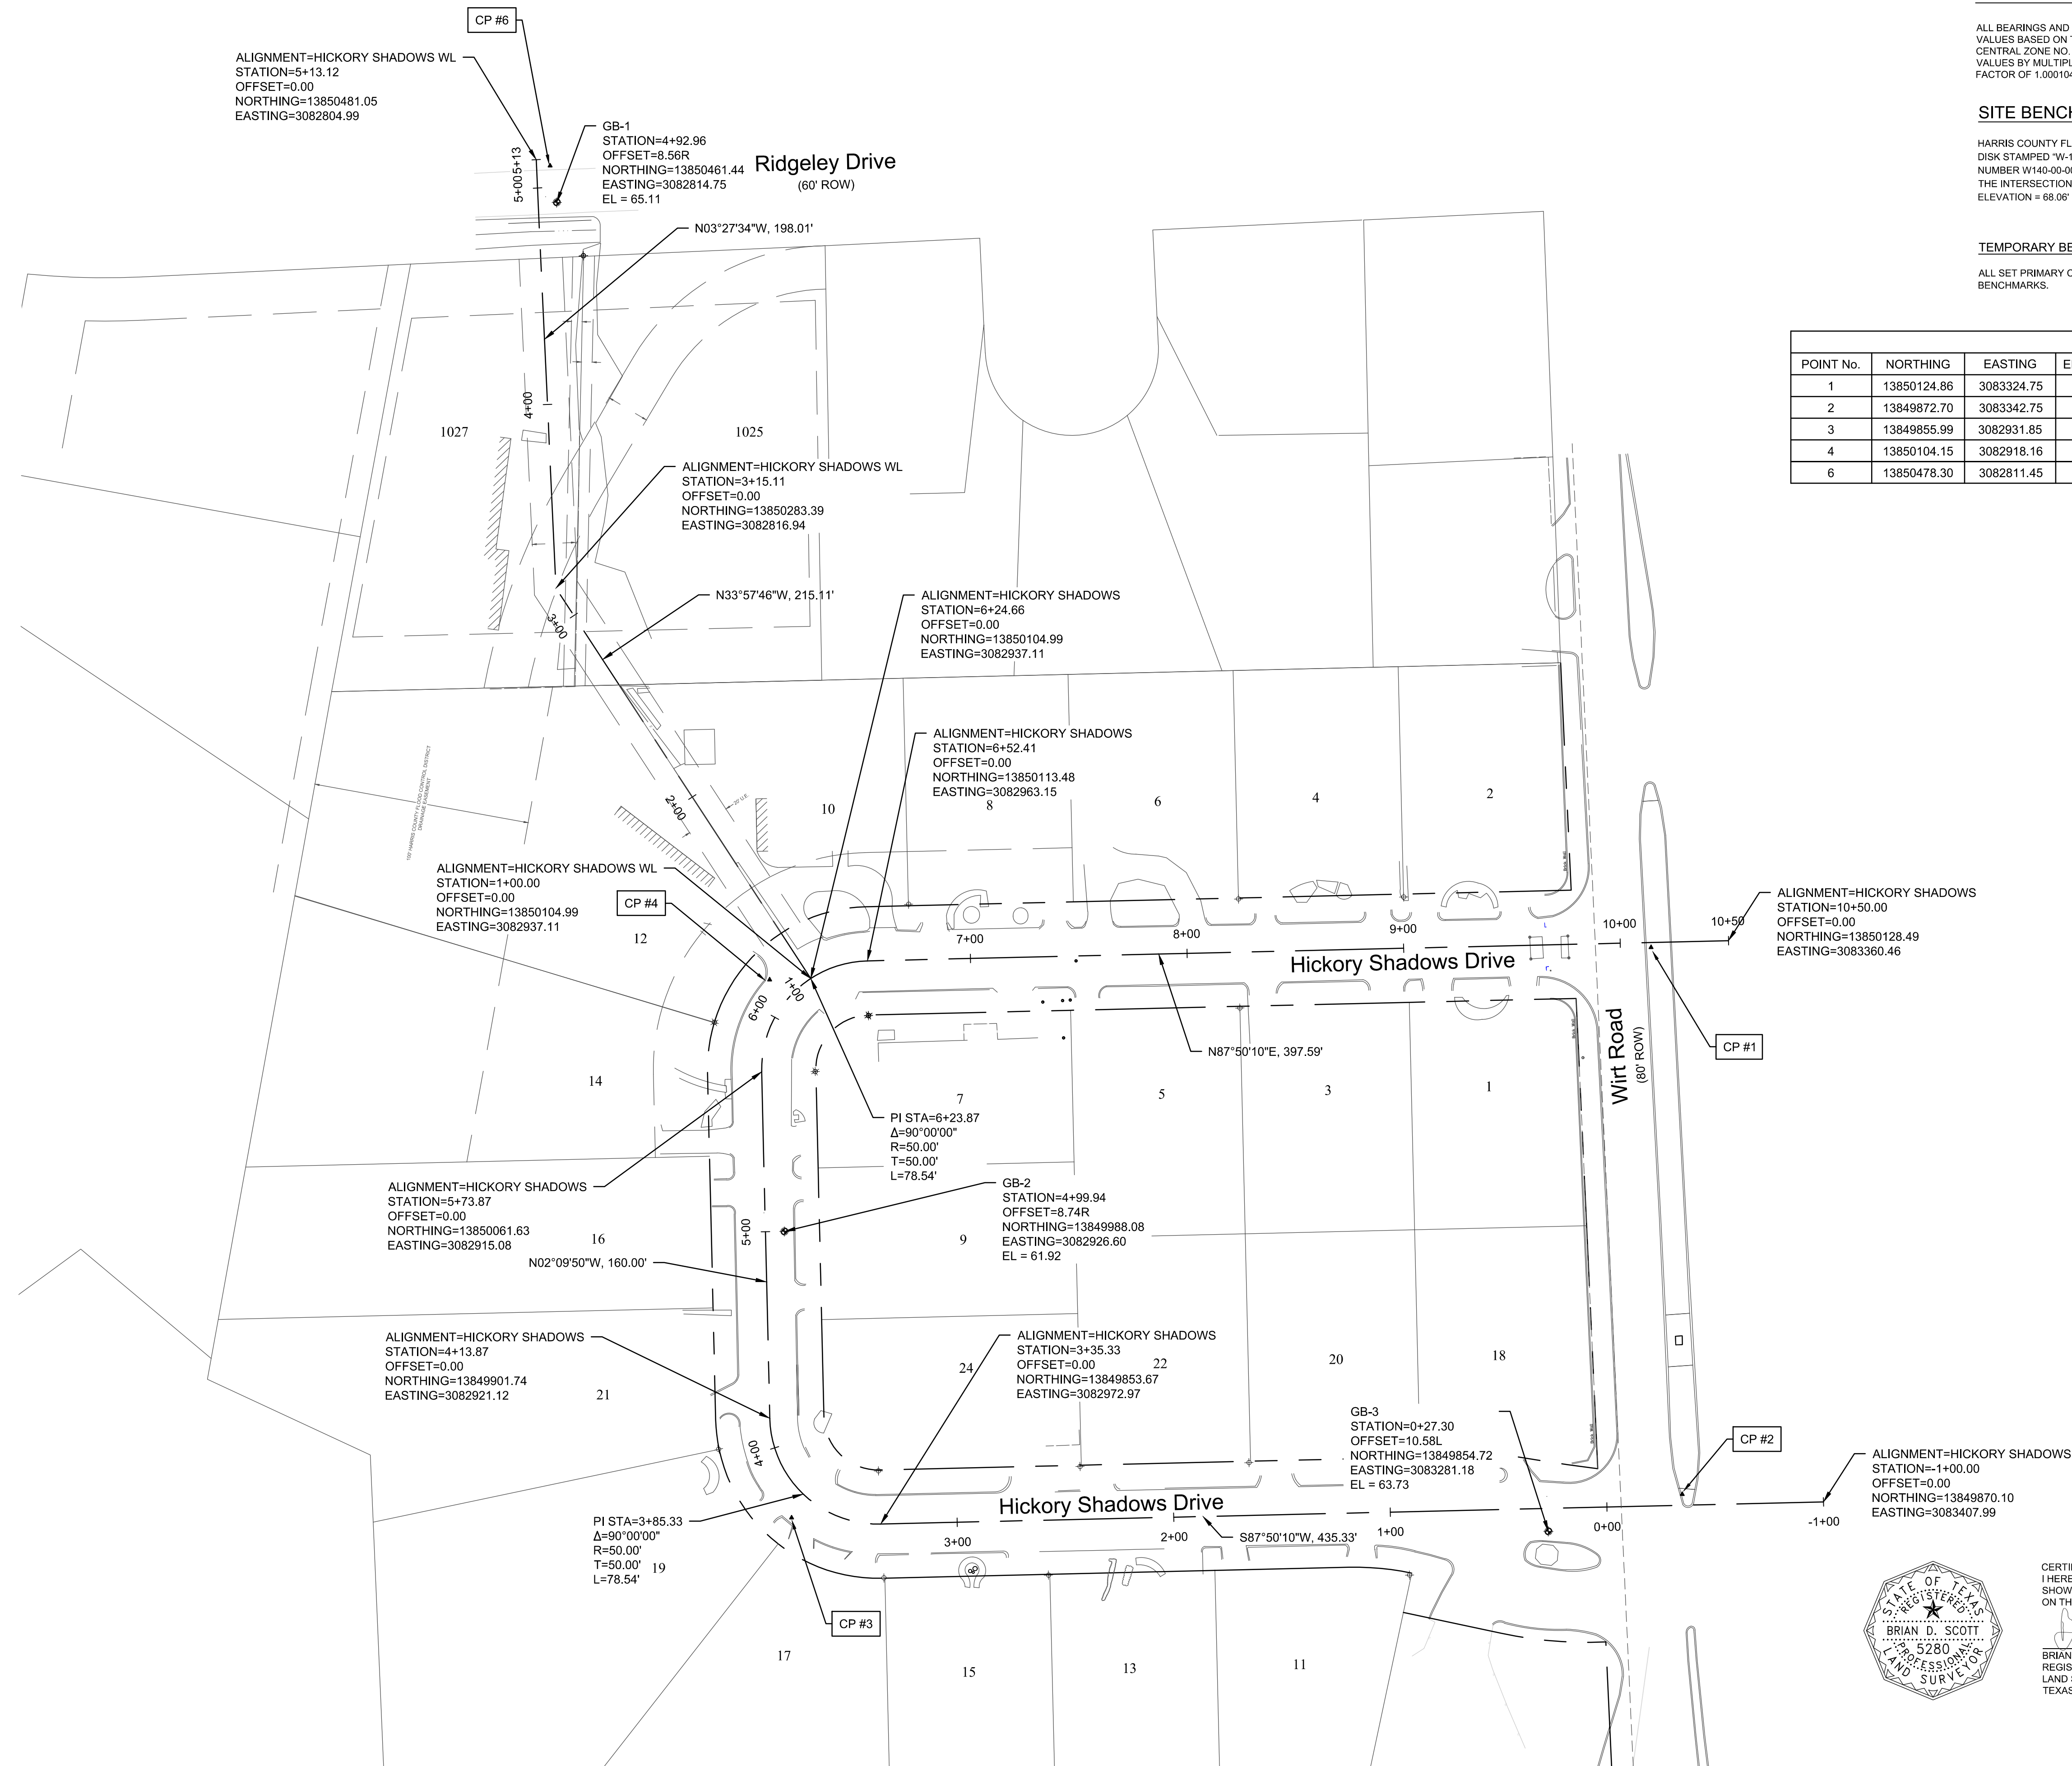 CP #6
ALIGNMENT=HICKORY SHADOWS WL
STATION=5+13.12
OFFSET=0.00
NORTHING=13850481.05
EASTING=3082804.99
GB-1
STATION=4+92.96
OFFSET=8.56R
NORTHING=13850461.44
EASTING=3082814.75
EL = 65.11
Ridgeley Drive
(60' ROW)
5+13
5+00
N03°27'34"W, 198.01'
4+00
1027
1025
ALIGNMENT=HICKORY SHADOWS WL
STATION=3+15.11
OFFSET=0.00
NORTHING=13850283.39
EASTING=3082816.94
N33°57'46"W, 215.11'
3+00
ALIGNMENT=HICKORY SHADOWS
STATION=6+24.66
OFFSET=0.00
NORTHING=13850104.99
EASTING=3082937.11
ALIGNMENT=HICKORY SHADOWS
STATION=6+52.41
OFFSET=0.00
NORTHING=13850113.48
EASTING=3082963.15
2+00
20' U.E.
10
8
6
4
2
100' HARRIS COUNTY FLOOD CONTROL DISTRICT
DRAINAGE EASEMENT
ALIGNMENT=HICKORY SHADOWS WL
STATION=1+00.00
OFFSET=0.00
NORTHING=13850104.99
EASTING=3082937.11
CP #4
12
1+00
6+00
7+00
8+00
9+00
10+00
10+50
Hickory Shadows Drive
ALIGNMENT=HICKORY SHADOWS
STATION=10+50.00
OFFSET=0.00
NORTHING=13850128.49
EASTING=3083360.46
CP #1
Wirt Road
(80' ROW)
N87°50'10"E, 397.59'
14
7
5
3
1
PI STA=6+23.87
Δ=90°00'00"
R=50.00'
T=50.00'
L=78.54'
ALIGNMENT=HICKORY SHADOWS
STATION=5+73.87
OFFSET=0.00
NORTHING=13850061.63
EASTING=3082915.08
16
5+00
GB-2
STATION=4+99.94
OFFSET=8.74R
NORTHING=13849988.08
EASTING=3082926.60
EL = 61.92
9
N02°09'50"W, 160.00'
ALIGNMENT=HICKORY SHADOWS
STATION=4+13.87
OFFSET=0.00
NORTHING=13849901.74
EASTING=3082921.12
21
ALIGNMENT=HICKORY SHADOWS
STATION=3+35.33
OFFSET=0.00
NORTHING=13849853.67
EASTING=3082972.97
24
22
20
18
GB-3
STATION=0+27.30
OFFSET=10.58L
NORTHING=13849854.72
EASTING=3083281.18
EL = 63.73
CP #2
ALIGNMENT=HICKORY SHADOWS
STATION=-1+00.00
OFFSET=0.00
NORTHING=13849870.10
EASTING=3083407.99
4+00
Hickory Shadows Drive
3+00
2+00
1+00
0+00
-1+00
S87°50'10"W, 435.33'
PI STA=3+85.33
Δ=90°00'00"
R=50.00'
T=50.00'
L=78.54'
19
CP #3
17
15
13
11
ALL BEARINGS AND
VALUES BASED ON
CENTRAL ZONE NO.
VALUES BY MULTIPL
FACTOR OF 1.000104
SITE BENCH
HARRIS COUNTY FL
DISK STAMPED "W-1
NUMBER W140-00-0
THE INTERSECTION
ELEVATION = 68.06'
TEMPORARY BE
ALL SET PRIMARY C
BENCHMARKS.
POINT No. NORTHING EASTING E
1 13850124.86 3083324.75
2 13849872.70 3083342.75
3 13849855.99 3082931.85
4 13850104.15 3082918.16
6 13850478.30 3082811.45
STATE OF TEXAS
REGISTERED
BRIAN D. SCOTT
5280
PROFESSIONAL
LAND SURVEYOR
CERTI
I HERE
SHOW
ON TH
BRIAN
REGIS
LAND
TEXAS